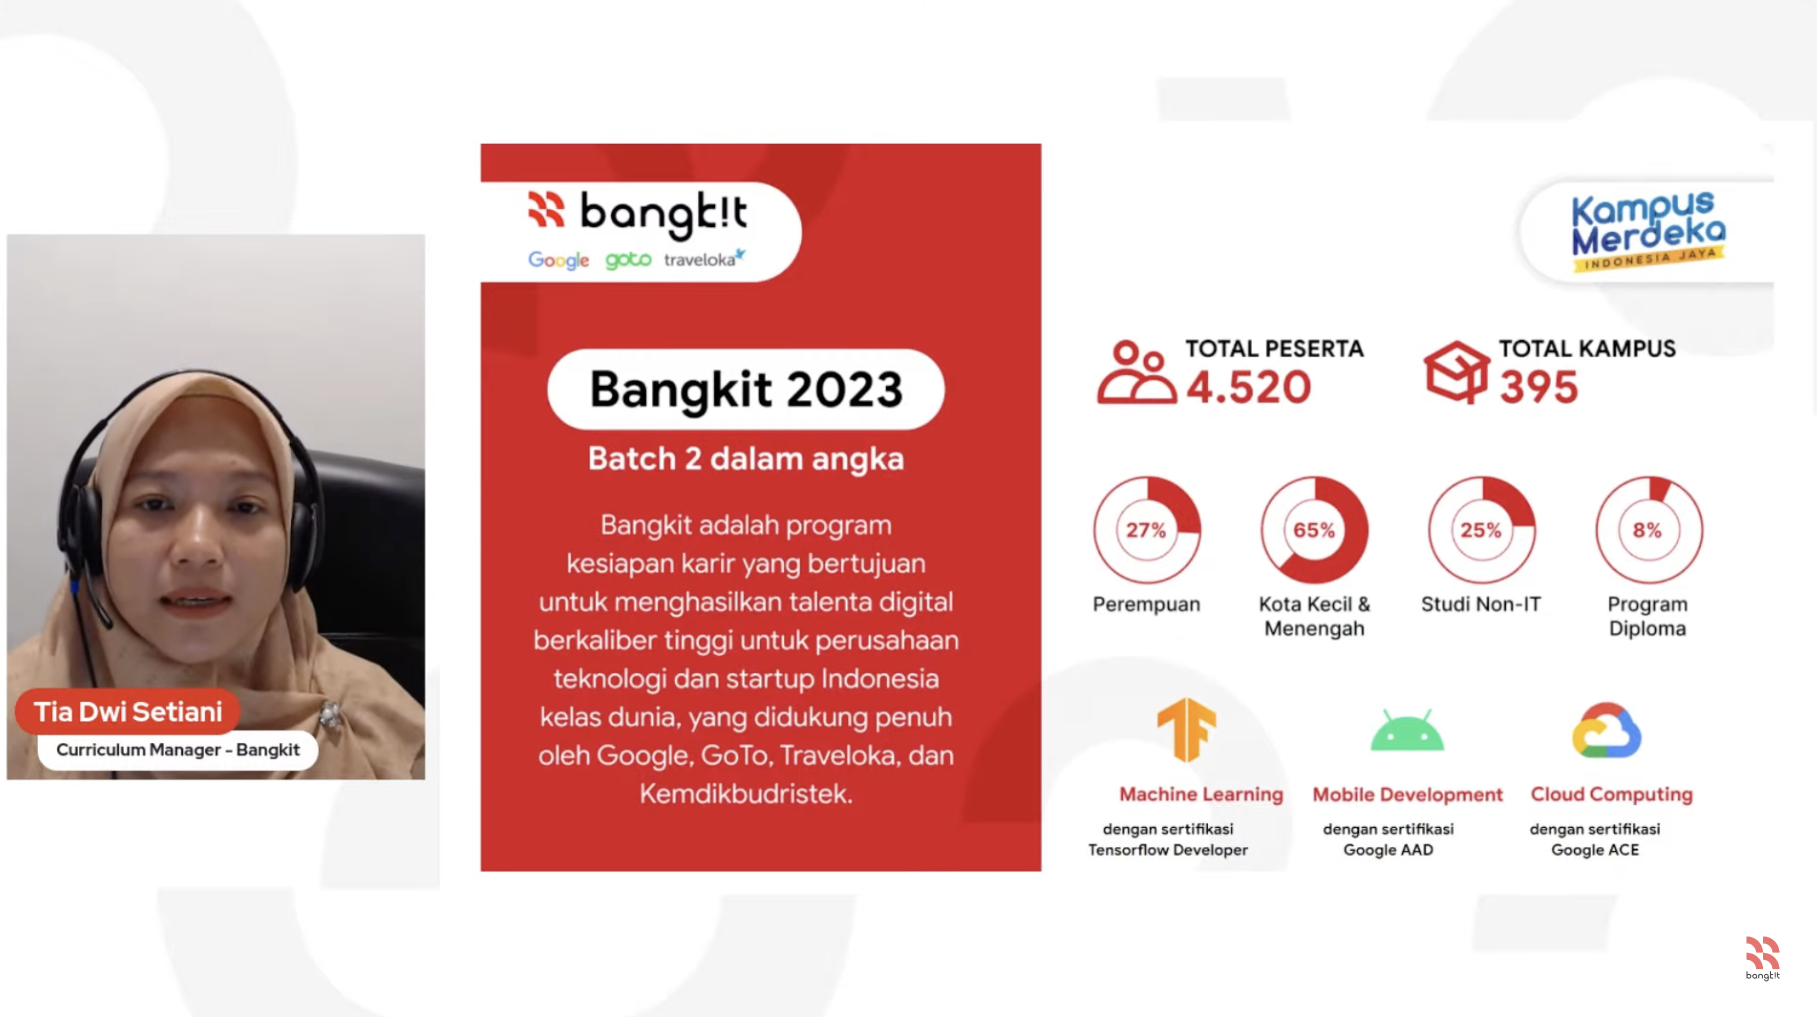 bangk!t
Google goto traveloka
Kampus
Merdeka
INDONESIA JAYA
Bangkit 2023
Batch 2 dalam angka
Bangkit adalah program
kesiapan karir yang bertujuan
untuk menghasilkan talenta digital
berkaliber tinggi untuk perusahaan
teknologi dan startup Indonesia
kelas dunia, yang didukung penuh
oleh Google, GoTo, Traveloka, dan
Kemdikbudristek.
TOTAL PESERTA
4.520
TOTAL KAMPUS
395
27%
Perempuan
65%
Kota Kecil &
Menengah
25%
Studi Non-IT
8%
Program
Diploma
Machine Learning
dengan sertifikasi
Tensorflow Developer
Mobile Development
dengan sertifikasi
Google AAD
Cloud Computing
dengan sertifikasi
Google ACE
Tia Dwi Setiani
Curriculum Manager - Bangkit
bangk!t